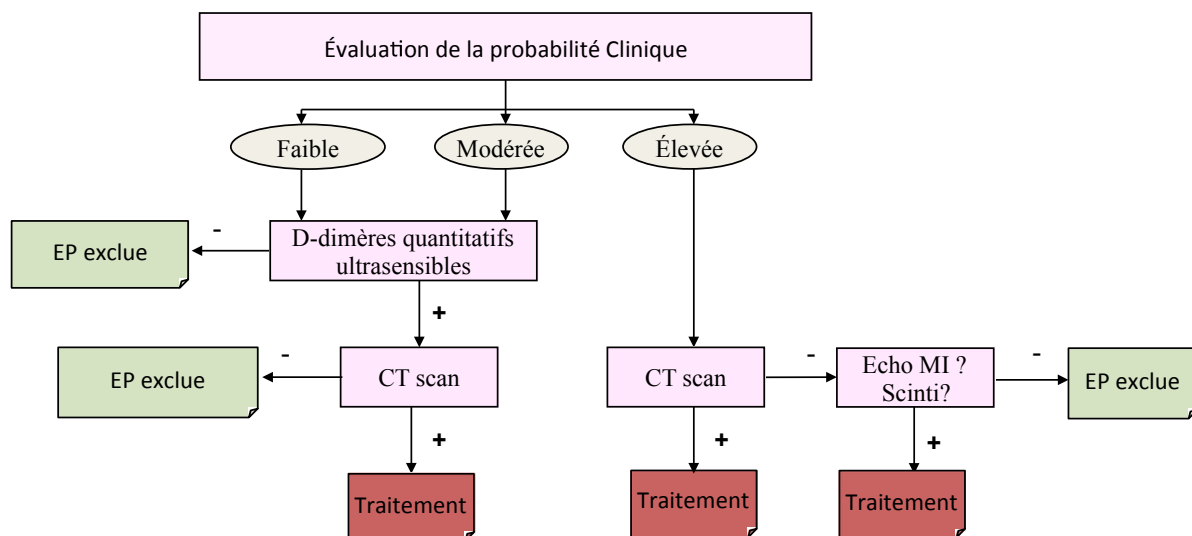 Évaluation de la probabilité Clinique
Faible
Modérée
Élevée
D-dimères quantitatifs
ultrasensibles
-
EP exclue
+
CT scan
-
EP exclue
+
Traitement
CT scan
-
Echo MI ?
Scinti?
-
EP exclue
+
Traitement
+
Traitement